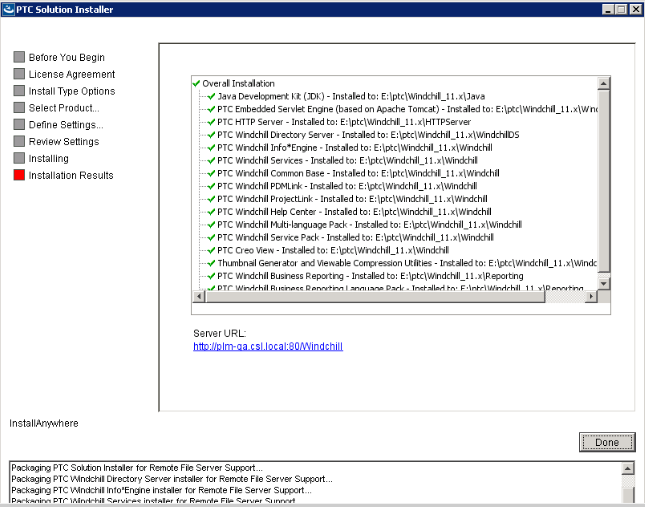 PTC Solution Installer
Before You Begin
License Agreement
Install Type Options
Select Product...
Define Settings...
Review Settings
Installing
Installation Results
Overall Installation
Java Development Kit (JDK) - Installed to: E:\ptc\Windchill_11.x\Java
PTC Embedded Servlet Engine (based on Apache Tomcat) - Installed to: E:\ptc\Windchill_11.x\Winc
PTC HTTP Server - Installed to: E:\ptc\Windchill_11.x\HTTPServer
PTC Windchill Directory Server - Installed to: E:\ptc\Windchill_11.x\WindchillDS
PTC Windchill Info*Engine - Installed to: E:\ptc\Windchill_11.x\Windchill
PTC Windchill Services - Installed to: E:\ptc\Windchill_11.x\Windchill
PTC Windchill Common Base - Installed to: E:\ptc\Windchill_11.x\Windchill
PTC Windchill PDMLink - Installed to: E:\ptc\Windchill_11.x\Windchill
PTC Windchill ProjectLink - Installed to: E:\ptc\Windchill_11.x\Windchill
PTC Windchill Help Center - Installed to: E:\ptc\Windchill_11.x\Windchill
PTC Windchill Multi-language Pack - Installed to: E:\ptc\Windchill_11.x\Windchill
PTC Windchill Service Pack - Installed to: E:\ptc\Windchill_11.x\Windchill
PTC Creo View - Installed to: E:\ptc\Windchill_11.x\Windchill
Thumbnail Generator and Viewable Compression Utilities - Installed to: E:\ptc\Windchill_11.x\Windc
PTC Windchill Business Reporting - Installed to: E:\ptc\Windchill_11.x\Reporting
PTC Windchill Business Reporting Language Pack - Installed to: E:\ptc\Windchill_11.x\Reporting
Server URL:
http://plm-qa.csl.local:80/Windchill
InstallAnywhere
Done
Packaging PTC Solution Installer for Remote File Server Support...
Packaging PTC Windchill Directory Server installer for Remote File Server Support...
Packaging PTC Windchill Info*Engine installer for Remote File Server Support...
Packaging PTC Windchill Services installer for Remote File Server Support